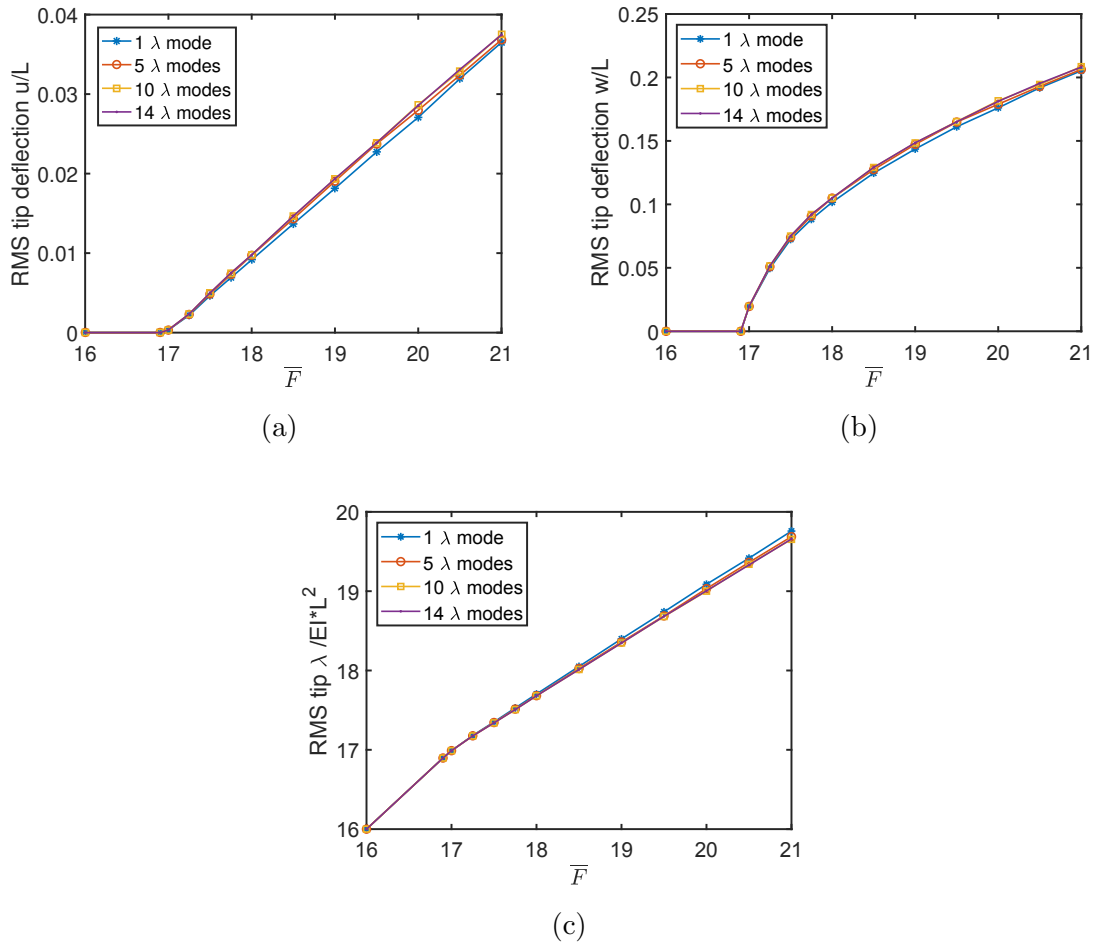 RMS tip deflection u/L
0.04
0.03
0.02
0.01
0
1 λ mode
5 λ modes
10 λ modes
14 λ modes
16 17 18 19 20 21
F̅
(a)
RMS tip deflection w/L
0.25
0.2
0.15
0.1
0.05
0
1 λ mode
5 λ modes
10 λ modes
14 λ modes
16 17 18 19 20 21
F̅
(b)
RMS tip λ /EI*L²
20
19
18
17
16
1 λ mode
5 λ modes
10 λ modes
14 λ modes
16 17 18 19 20 21
F̅
(c)